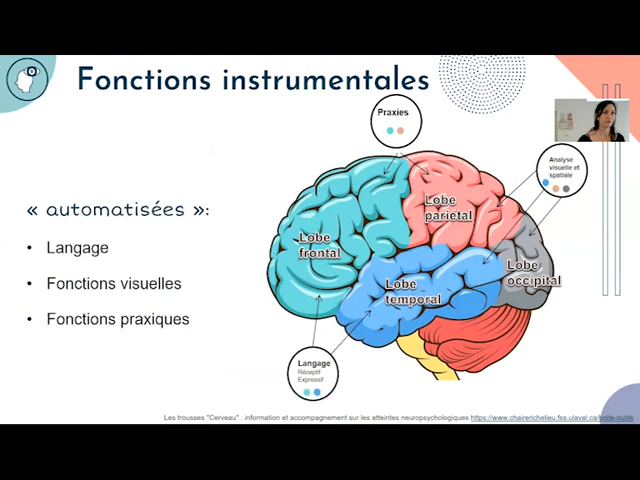 Fonctions instrumentales
Praxies
Analyse
visuelle et
spatiale
« automatisées »:
• Langage
• Fonctions visuelles
• Fonctions praxiques
Lobe
pariétal
Lobe
frontal
Lobe
temporal
Lobe
occipital
Langage
Réceptif
Expressif
Les trousses "Cerveau" : information et accompagnement sur les atteintes neuropsychologiques https://www.chairerichelieu.fss.ulaval.ca/boite-outils